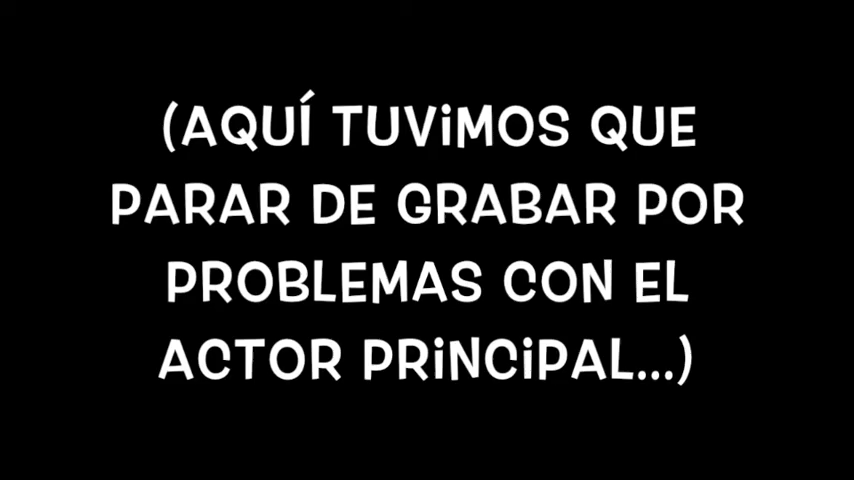 (AQUÍ TUViMOS QUE
PARAR DE GRABAR POR
PROBLEMAS CON EL
ACTOR PRiNCiPAL...)